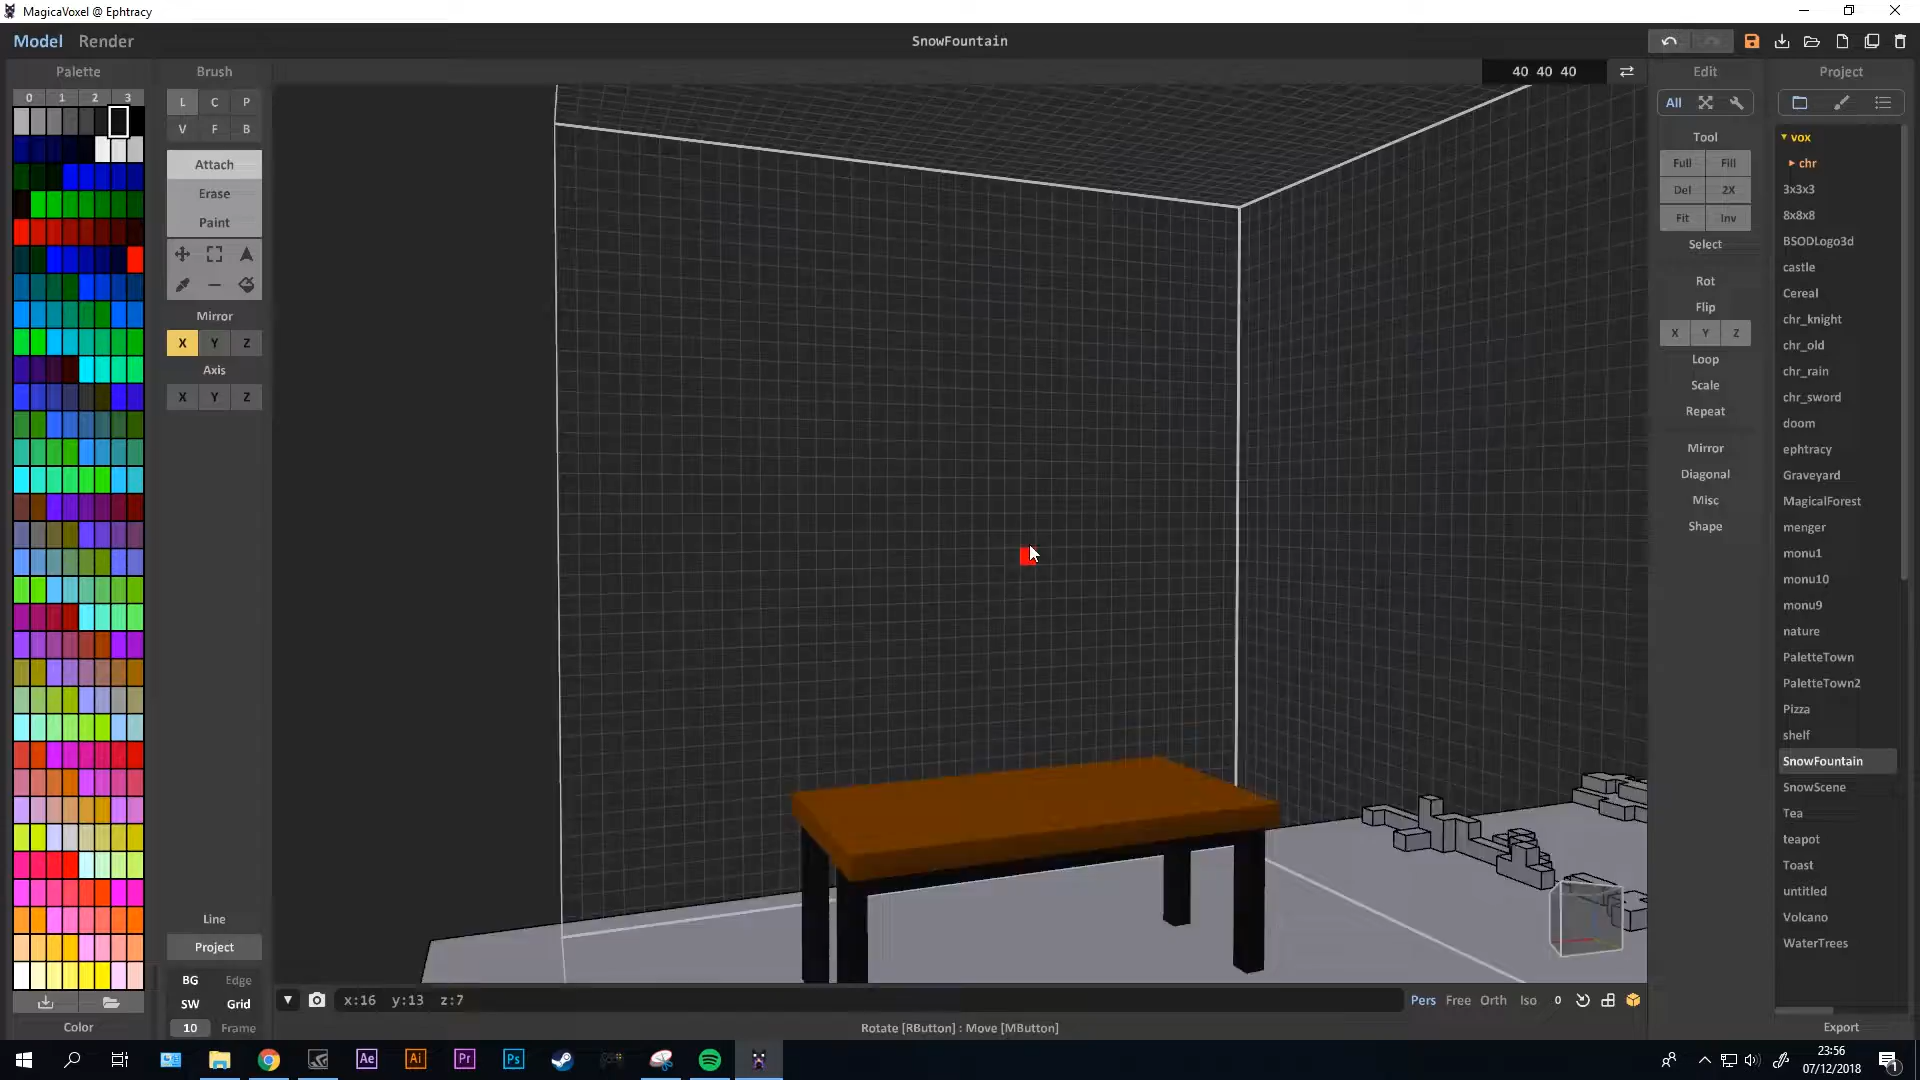 MagicaVoxel @ Ephtracy
Model Render
SnowFountain
Palette
Brush
40 40 40
Edit
Project
0 1 2 3
L C P
V F B
Attach
Erase
Paint
Mirror
X Y Z
Axis
X Y Z
Line
Project
BG Edge
SW Grid
10 Frame
Color
All
Tool
Full Fill
Del 2X
Fit Inv
Select
Rot
Flip
X Y Z
Loop
Scale
Repeat
Mirror
Diagonal
Misc
Shape
vox
chr
3x3x3
8x8x8
BSODLogo3d
castle
Cereal
chr_knight
chr_old
chr_rain
chr_sword
doom
ephtracy
Graveyard
MagicalForest
menger
monu1
monu10
monu9
nature
PaletteTown
PaletteTown2
Pizza
shelf
SnowFountain
SnowScene
Tea
teapot
Toast
untitled
Volcano
WaterTrees
Export
x:16 y:13 z:7
Pers Free Orth Iso 0
Rotate [RButton] : Move [MButton]
Ae Ai Pr Ps
23:56
07/12/2018
1